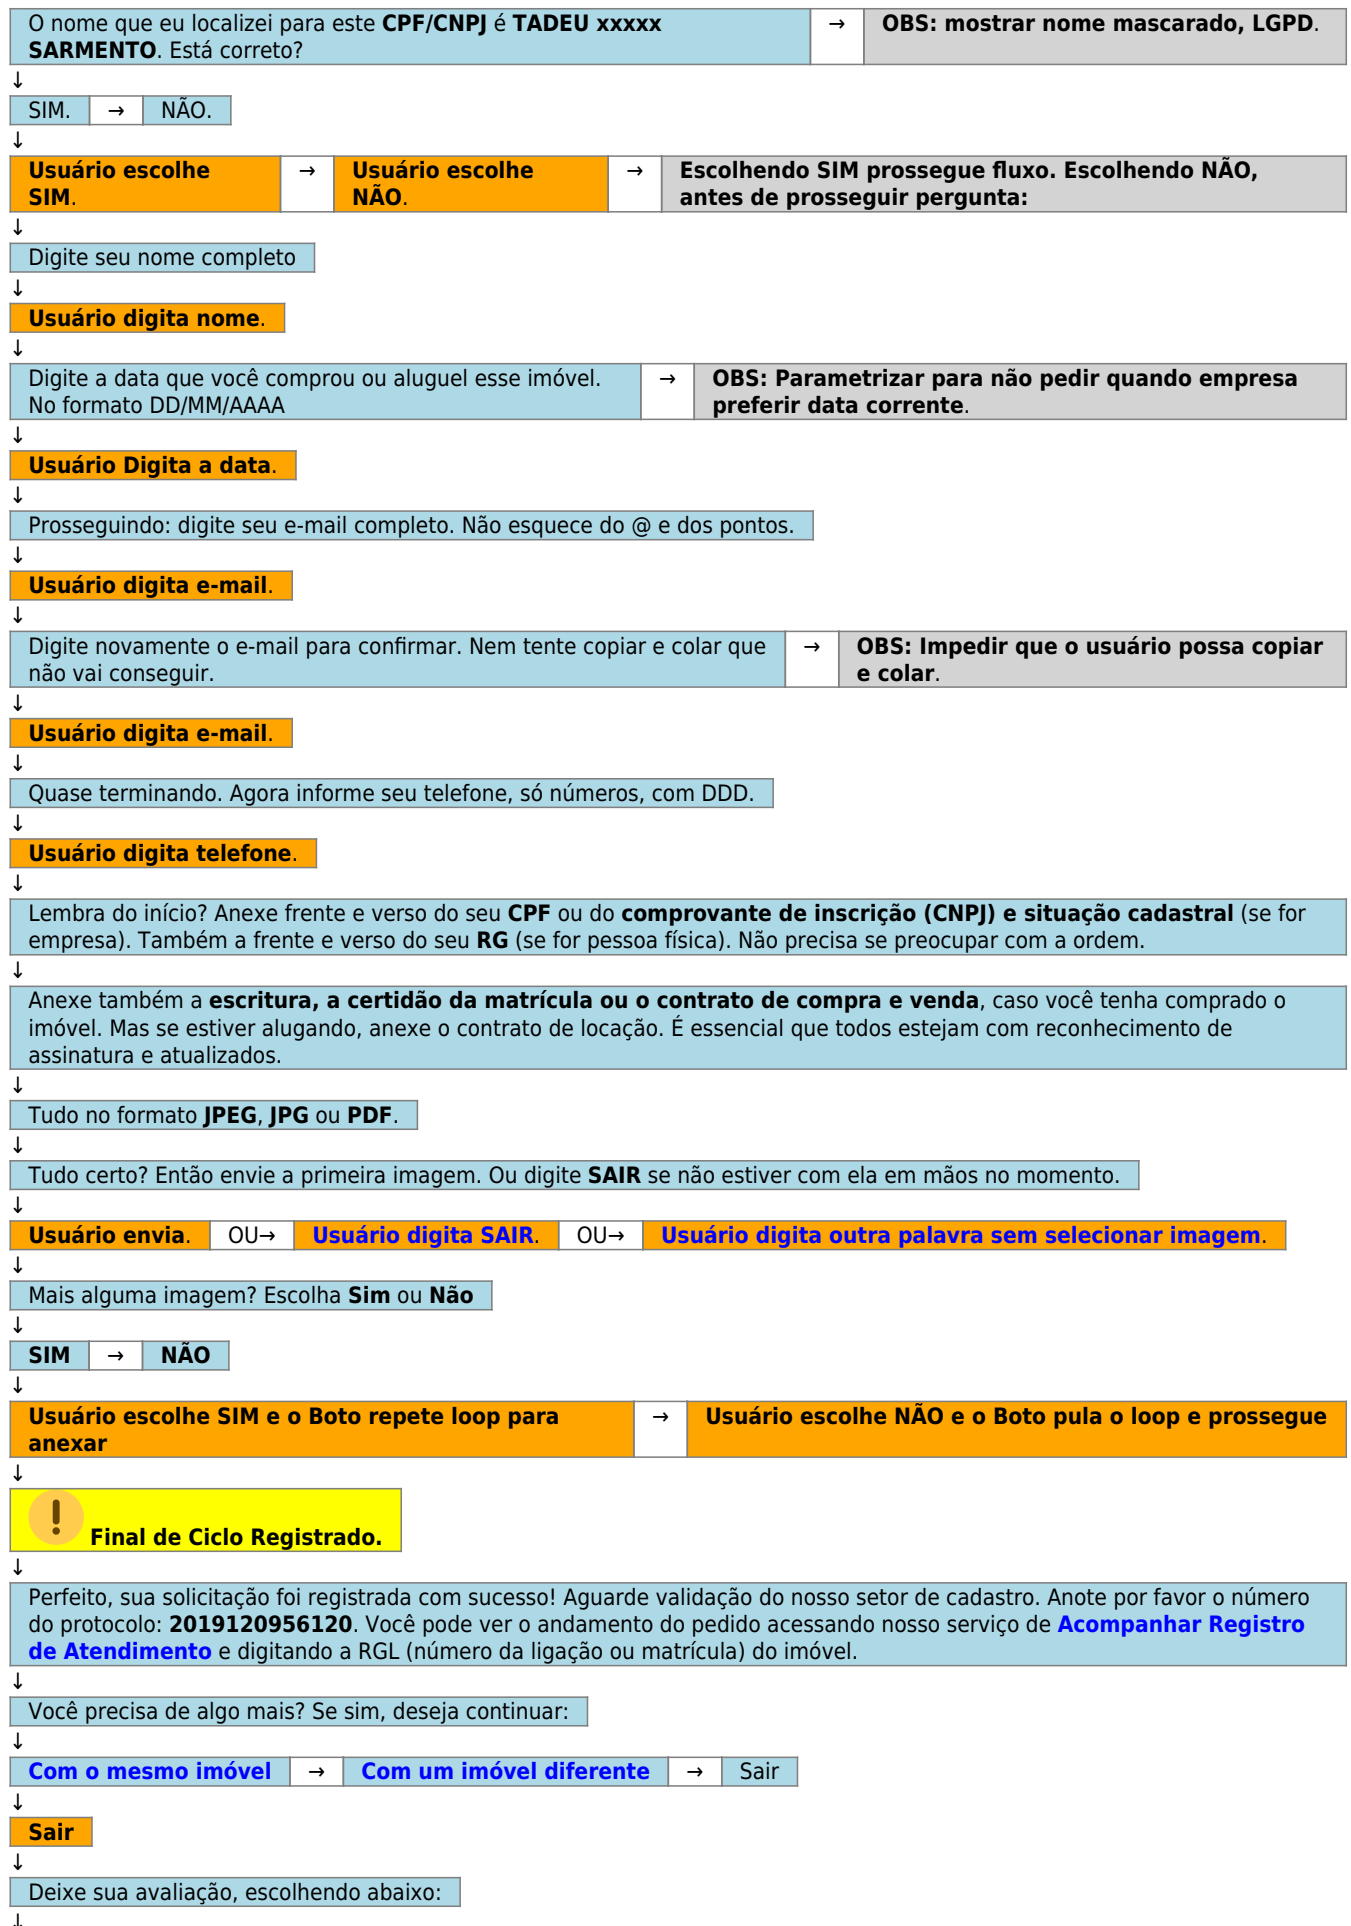 O nome que eu localizei para este CPF/CNPJ é TADEU xxxxx → OBS: mostrar nome mascarado, LGPD.
SARMENTO. Está correto?
↓
SIM. → NÃO.
↓
Usuário escolhe → Usuário escolhe → Escolhendo SIM prossegue fluxo. Escolhendo NÃO,
SIM. NÃO. antes de prosseguir pergunta:
↓
Digite seu nome completo
↓
Usuário digita nome.
↓
Digite a data que você comprou ou aluguel esse imóvel. → OBS: Parametrizar para não pedir quando empresa
No formato DD/MM/AAAA preferir data corrente.
↓
Usuário Digita a data.
↓
Prosseguindo: digite seu e-mail completo. Não esquece do @ e dos pontos.
↓
Usuário digita e-mail.
↓
Digite novamente o e-mail para confirmar. Nem tente copiar e colar que → OBS: Impedir que o usuário possa copiar
não vai conseguir. e colar.
↓
Usuário digita e-mail.
↓
Quase terminando. Agora informe seu telefone, só números, com DDD.
↓
Usuário digita telefone.
↓
Lembra do início? Anexe frente e verso do seu CPF ou do comprovante de inscrição (CNPJ) e situação cadastral (se for
empresa). Também a frente e verso do seu RG (se for pessoa física). Não precisa se preocupar com a ordem.
↓
Anexe também a escritura, a certidão da matrícula ou o contrato de compra e venda, caso você tenha comprado o
imóvel. Mas se estiver alugando, anexe o contrato de locação. É essencial que todos estejam com reconhecimento de
assinatura e atualizados.
↓
Tudo no formato JPEG, JPG ou PDF.
↓
Tudo certo? Então envie a primeira imagem. Ou digite SAIR se não estiver com ela em mãos no momento.
↓
Usuário envia. OU→ Usuário digita SAIR. OU→ Usuário digita outra palavra sem selecionar imagem.
↓
Mais alguma imagem? Escolha Sim ou Não
↓
SIM → NÃO
↓
Usuário escolhe SIM e o Boto repete loop para → Usuário escolhe NÃO e o Boto pula o loop e prossegue
anexar
↓
Final de Ciclo Registrado.
↓
Perfeito, sua solicitação foi registrada com sucesso! Aguarde validação do nosso setor de cadastro. Anote por favor o número
do protocolo: 2019120956120. Você pode ver o andamento do pedido acessando nosso serviço de Acompanhar Registro
de Atendimento e digitando a RGL (número da ligação ou matrícula) do imóvel.
↓
Você precisa de algo mais? Se sim, deseja continuar:
↓
Com o mesmo imóvel → Com um imóvel diferente → Sair
↓
Sair
↓
Deixe sua avaliação, escolhendo abaixo:
↓